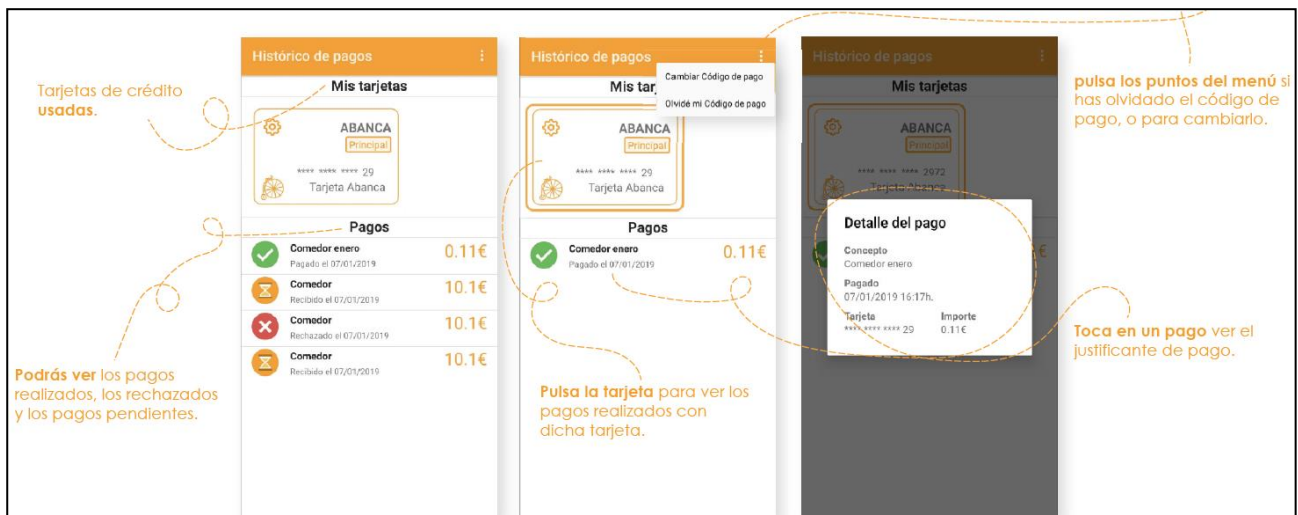 Tarjetas de crédito
usadas.
Podrás ver los pagos
realizados, los rechazados
y los pagos pendientes.
Histórico de pagos
Mis tarjetas
ABANCA
Principal
**** **** **** 29
Tarjeta Abanca
Pagos
Comedor enero
Pagado el 07/01/2019
0.11€
Comedor
Recibido el 07/01/2019
10.1€
Comedor
Rechazado el 07/01/2019
10.1€
Comedor
Recibido el 07/01/2019
10.1€
Histórico de pagos
Cambiar Código de pago
Olvidé mi Código de pago
Mis tar
ABANCA
Principal
**** **** **** 29
Tarjeta Abanca
Pagos
Comedor enero
Pagado el 07/01/2019
0.11€
Pulsa la tarjeta para ver los
pagos realizados con
dicha tarjeta.
Histórico de pagos
Mis tarjetas
ABANCA
Principal
**** **** **** 2972
Tarjeta Abanca
Detalle del pago
Concepto
Comedor enero
Pagado
07/01/2019 16:17h.
Tarjeta Importe
**** **** **** 29 0.11€
pulsa los puntos del menú si
has olvidado el código de
pago, o para cambiarlo.
Toca en un pago ver el
justificante de pago.